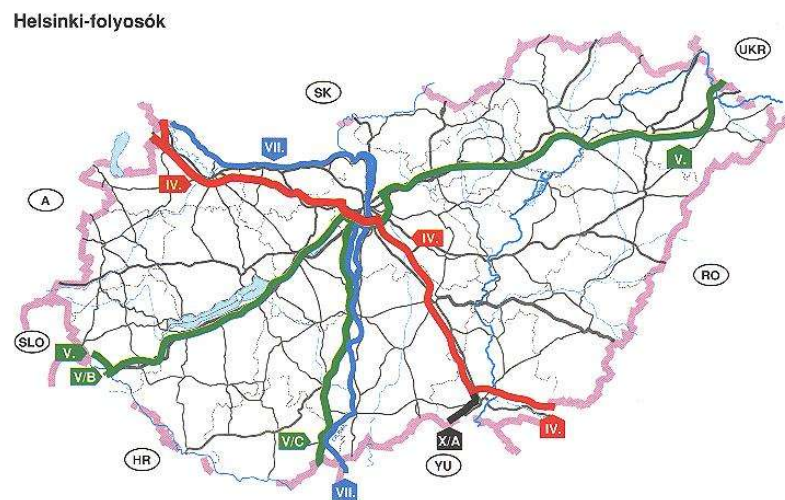 Helsinki-folyosók
UKR
SK
VII.
V.
IV.
A
IV.
RO
SLO
V.
V/B
V/C
X/A
IV.
HR
YU
VII.